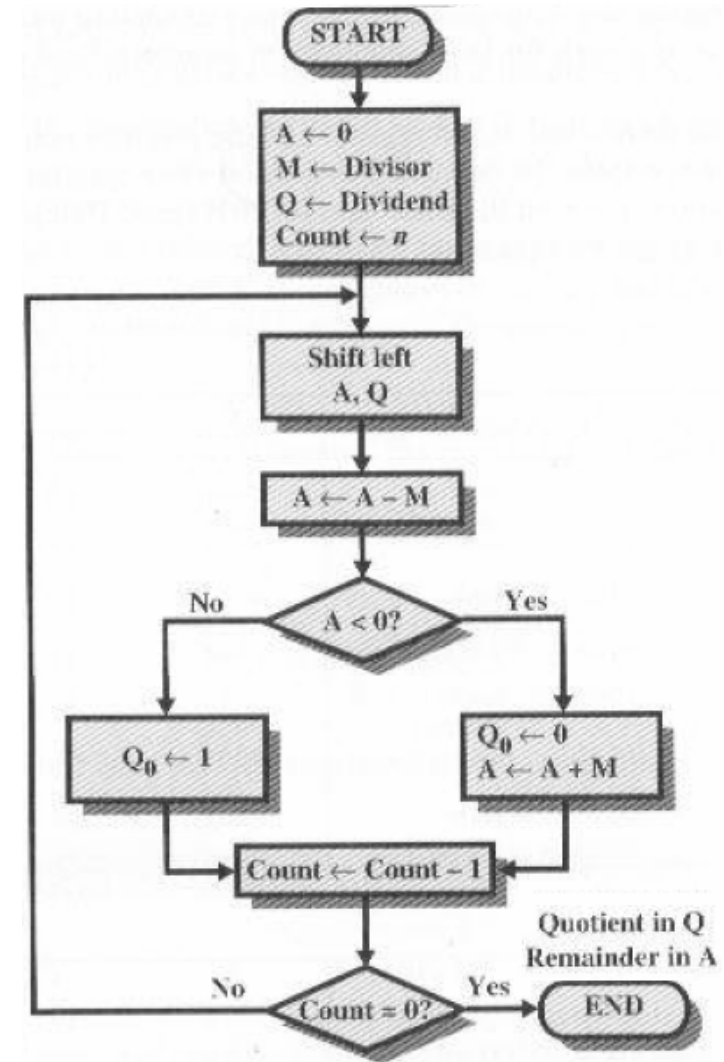 START
A ← 0
M ← Divisor
Q ← Dividend
Count ← n
Shift left
A, Q
A ← A – M
No
A < 0?
Yes
Q₀ ← 1
Q₀ ← 0
A ← A + M
Count ← Count – 1
Quotient in Q
Remainder in A
No
Count = 0?
Yes
END